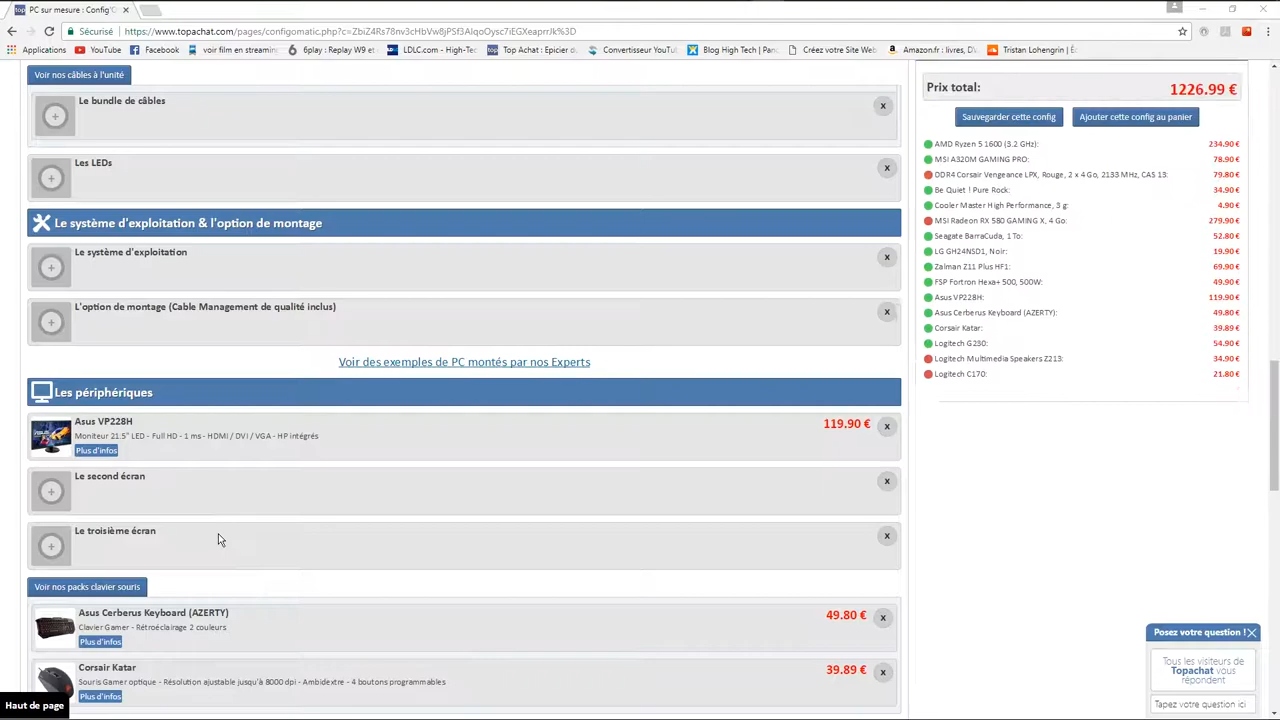 PC sur mesure : Config'O
Sécurisé
https://www.topachat.com/pages/configomatic.php?c=
Applications
YouTube
Facebook
voir film en streamin
6play : Replay W9 et
LDLC.com - High-Te
Top Achat : Epicier d
Convertisseur YouTu
Blog High Tech | Pan
Créez votre Site Web
Amazon.fr : livres, DV
Tristan Lohengrin | É
Voir nos câbles à l'unité
Le bundle de câbles
x
Les LEDs
x
Le système d'exploitation & l'option de montage
Le système d'exploitation
x
L'option de montage (Cable Management de qualité inclus)
x
Voir des exemples de PC montés par nos Experts
Les périphériques
Asus VP228H
Moniteur 21.5" LED - Full HD - 1 ms - HDMI / DVI / VGA - HP intégrés
Plus d'infos
119.90 €
x
Le second écran
x
Le troisième écran
x
Voir nos packs clavier souris
Asus Cerberus Keyboard (AZERTY)
Clavier Gamer - Rétroéclairage 2 couleurs
Plus d'infos
49.80 €
x
Corsair Katar
Souris Gamer optique - Résolution ajustable jusqu'à 8000 dpi - Ambidextre - 4 boutons programmables
Plus d'infos
39.89 €
x
Haut de page
Prix total: 1226.99 €
Sauvegarder cette config
Ajouter cette config au panier
AMD Ryzen 5 1600 (3.2 GHz): 234.90 €
MSI A320M GAMING PRO: 78.90 €
DDR4 Corsair Vengeance LPX, Rouge, 2 x 4 Go, 2133 MHz, CAS 13: 79.80 €
Be Quiet ! Pure Rock: 34.90 €
Cooler Master High Performance, 3 g: 4.90 €
MSI Radeon RX 580 GAMING X, 4 Go: 279.90 €
Seagate BarraCuda, 1 To: 52.80 €
LG GH24NSD1, Noir: 19.90 €
Zalman Z11 Plus HF1: 69.90 €
FSP Fortron Hexa+ 500, 500W: 49.90 €
Asus VP228H: 119.90 €
Asus Cerberus Keyboard (AZERTY): 49.80 €
Corsair Katar: 39.89 €
Logitech G230: 54.90 €
Logitech Multimedia Speakers Z213: 34.90 €
Logitech C170: 21.80 €
Posez votre question !
Tous les visiteurs de
Topachat vous
répondent
Tapez votre question ici